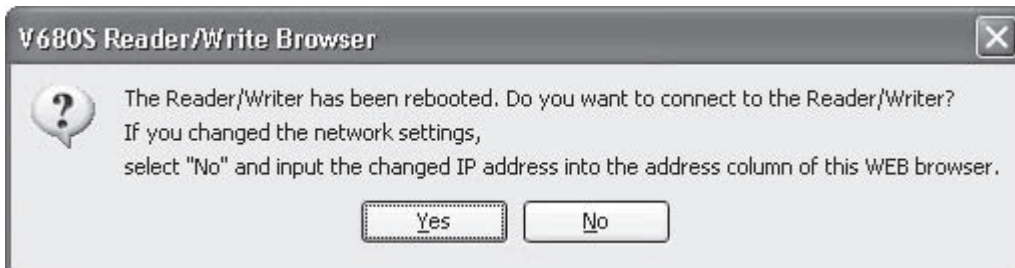 V680S Reader/Write Browser
The Reader/Writer has been rebooted. Do you want to connect to the Reader/Writer?
If you changed the network settings,
select "No" and input the changed IP address into the address column of this WEB browser.
Yes
No